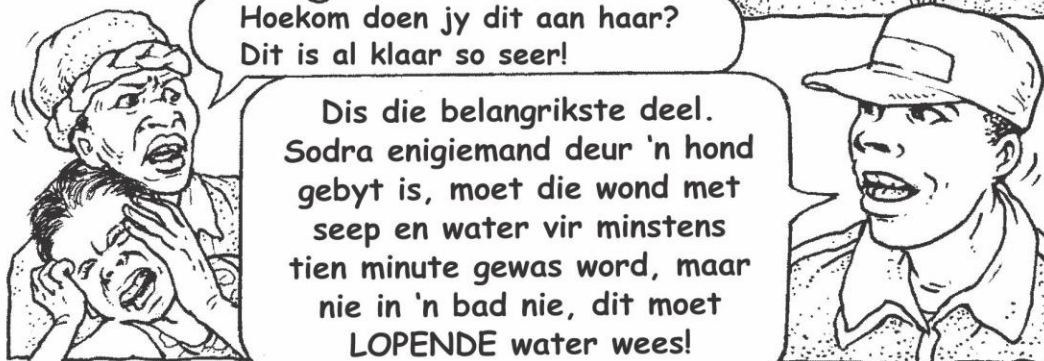 Hoekom doen jy dit aan haar?
Dit is al klaar so seer!
Dis die belangrikste deel.
Sodra enigiemand deur ‘n hond
gebyt is, moet die wond met
seep en water vir minstens
tien minute gewas word, maar
nie in ‘n bad nie, dit moet
LOPENDE water wees!